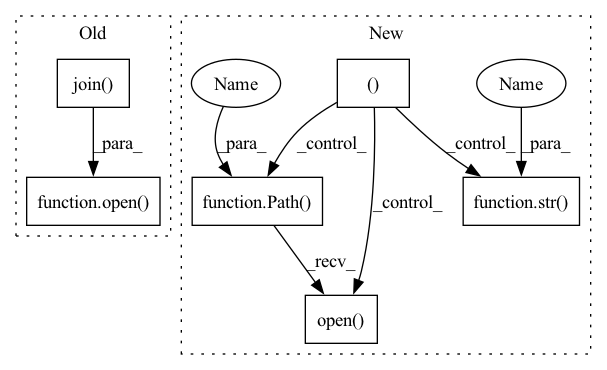 Old
New
join()
Name
()
Name
_para_
_para_
_control_
_control_
_para_
function.open()
function.Path()
_control_
function.str()
_recv_
open()